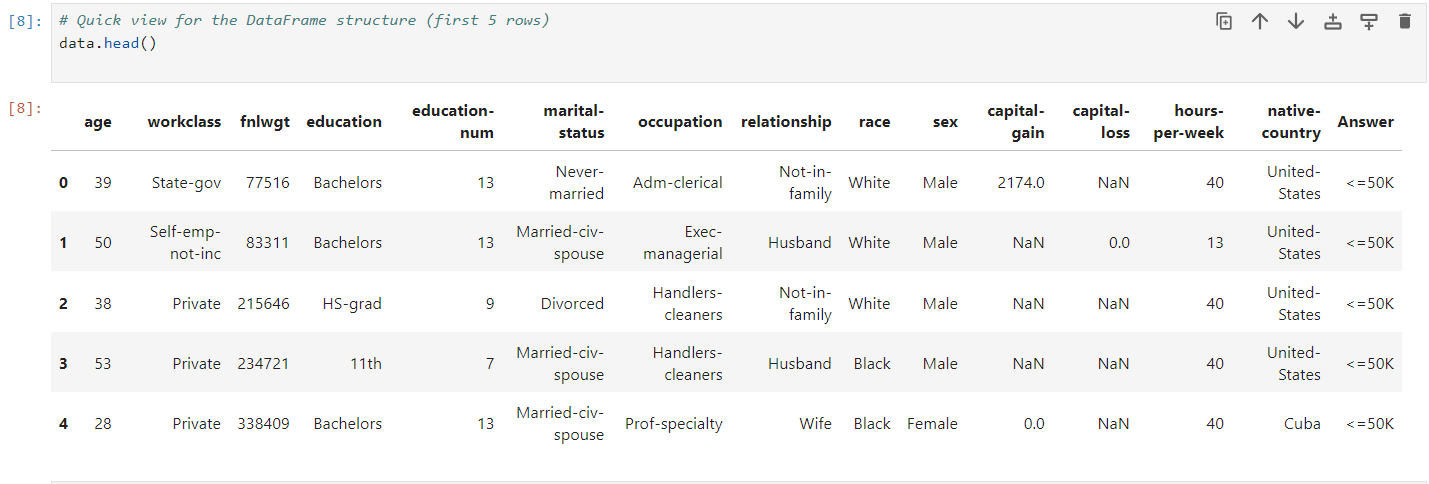 [8]: # Quick view for the DataFrame structure (first 5 rows)
data.head()
[8]:
age workclass fnlwgt education education-num marital-status occupation relationship race sex capital-gain capital-loss hours-per-week native-country Answer
0 39 State-gov 77516 Bachelors 13 Never-married Adm-clerical Not-in-family White Male 2174.0 NaN 40 United-States <=50K
1 50 Self-emp-not-inc 83311 Bachelors 13 Married-civ-spouse Exec-managerial Husband White Male NaN 0.0 13 United-States <=50K
2 38 Private 215646 HS-grad 9 Divorced Handlers-cleaners Not-in-family White Male NaN NaN 40 United-States <=50K
3 53 Private 234721 11th 7 Married-civ-spouse Handlers-cleaners Husband Black Male NaN NaN 40 United-States <=50K
4 28 Private 338409 Bachelors 13 Married-civ-spouse Prof-specialty Wife Black Female 0.0 NaN 40 Cuba <=50K